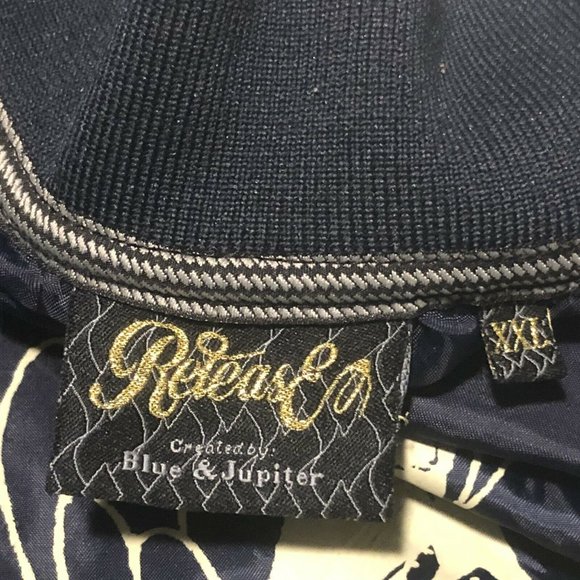 Release
Created by:
Blue & Jupiter
XXL